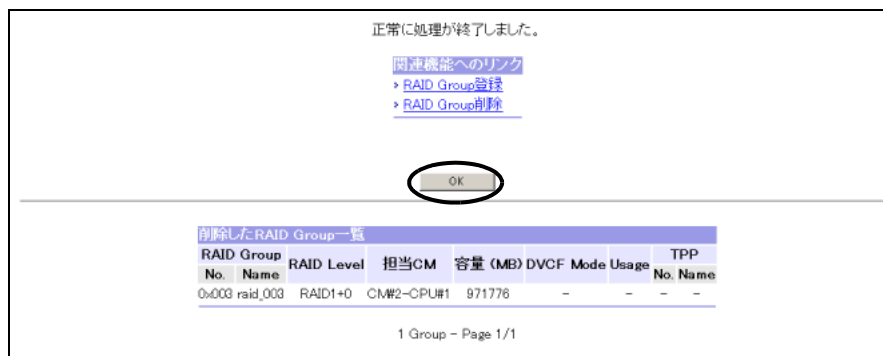 正常に処理が終了しました。
関連機能へのリンク
> RAID Group登録
> RAID Group削除
OK
削除したRAID Group一覧
RAID Group RAID Level 担当CM 容量 (MB) DVCF Mode Usage TPP
No. Name No. Name
0x003 raid_003 RAID1+0 CM#2-CPU#1 971776 - - - -
1 Group - Page 1/1